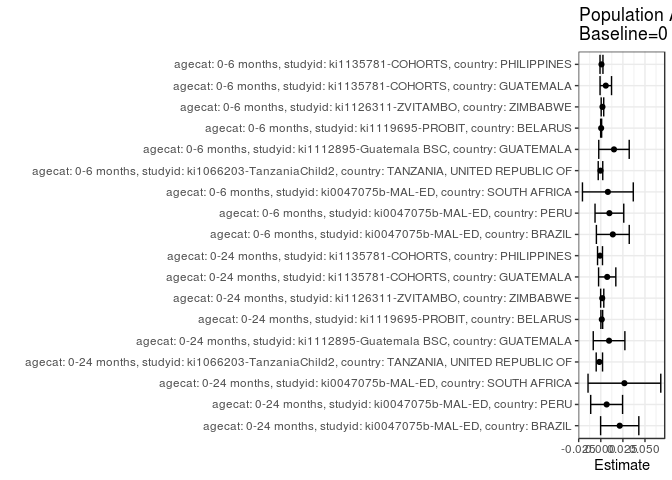 Population
Baseline=0
agecat: 0-6 months, studyid: ki1135781-COHORTS, country: PHILIPPINES
agecat: 0-6 months, studyid: ki1135781-COHORTS, country: GUATEMALA
agecat: 0-6 months, studyid: ki1126311-ZVITAMBO, country: ZIMBABWE
agecat: 0-6 months, studyid: ki1119695-PROBIT, country: BELARUS
agecat: 0-6 months, studyid: ki1112895-Guatemala BSC, country: GUATEMALA
agecat: 0-6 months, studyid: ki1066203-TanzaniaChild2, country: TANZANIA, UNITED REPUBLIC OF
agecat: 0-6 months, studyid: ki0047075b-MAL-ED, country: SOUTH AFRICA
agecat: 0-6 months, studyid: ki0047075b-MAL-ED, country: PERU
agecat: 0-6 months, studyid: ki0047075b-MAL-ED, country: BRAZIL
agecat: 0-24 months, studyid: ki1135781-COHORTS, country: PHILIPPINES
agecat: 0-24 months, studyid: ki1135781-COHORTS, country: GUATEMALA
agecat: 0-24 months, studyid: ki1126311-ZVITAMBO, country: ZIMBABWE
agecat: 0-24 months, studyid: ki1119695-PROBIT, country: BELARUS
agecat: 0-24 months, studyid: ki1112895-Guatemala BSC, country: GUATEMALA
agecat: 0-24 months, studyid: ki1066203-TanzaniaChild2, country: TANZANIA, UNITED REPUBLIC OF
agecat: 0-24 months, studyid: ki0047075b-MAL-ED, country: SOUTH AFRICA
agecat: 0-24 months, studyid: ki0047075b-MAL-ED, country: PERU
agecat: 0-24 months, studyid: ki0047075b-MAL-ED, country: BRAZIL
-0.025 0.000 0.025 0.050
Estimate